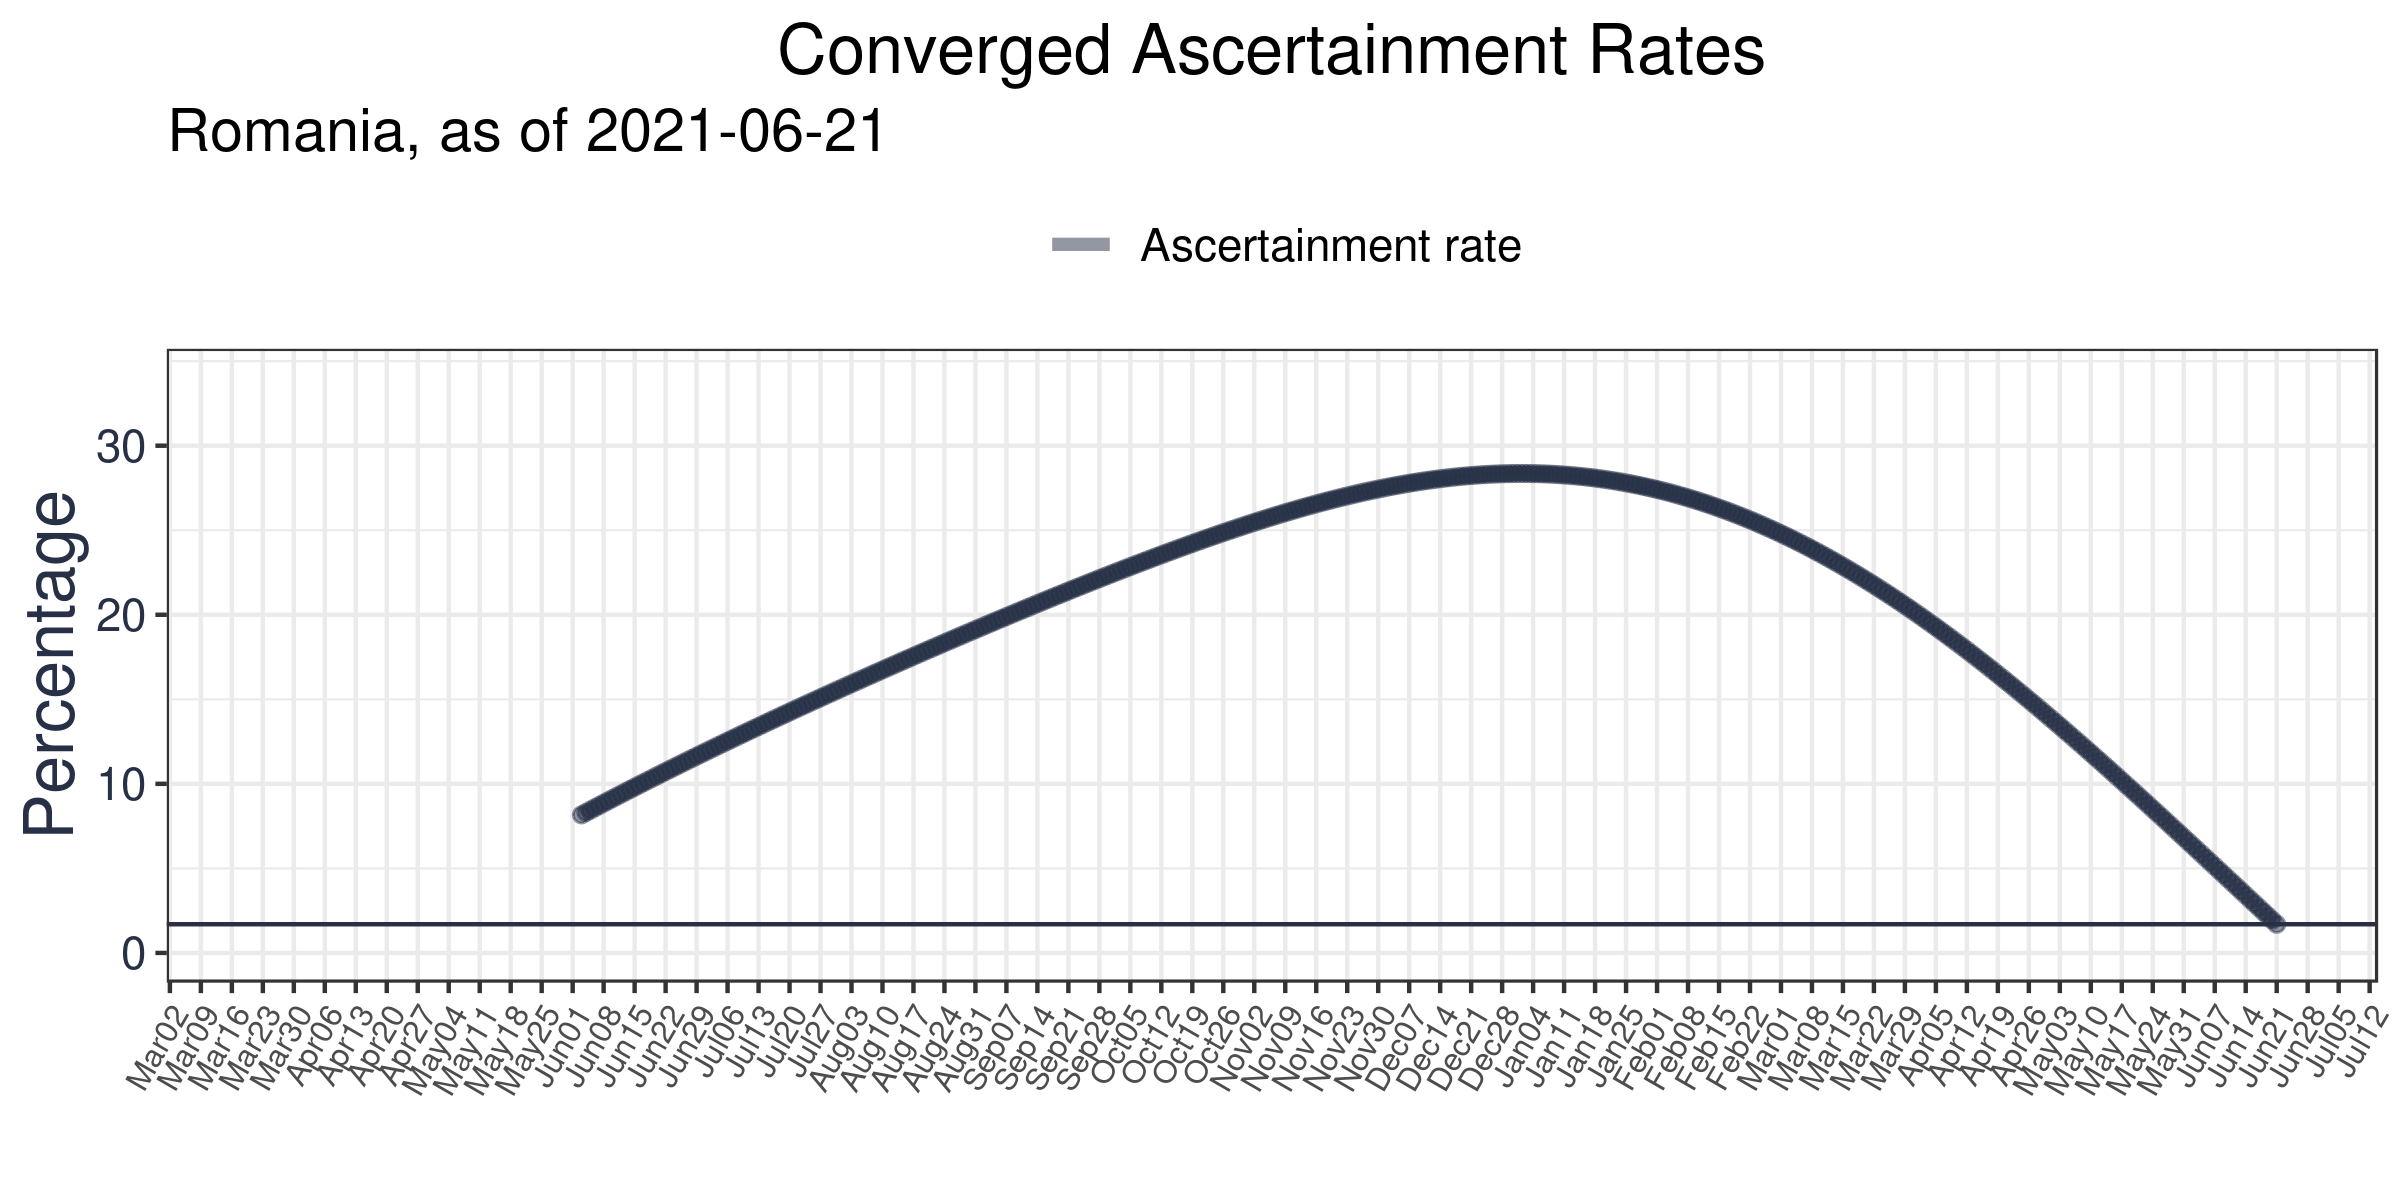 Converged Ascertainment Rates
Romania, as of 2021-06-21
Ascertainment rate
Percentage
30
20
10
0
Mar02
Mar09
Mar16
Mar23
Mar30
Apr06
Apr13
Apr20
Apr27
May04
May11
May18
May25
Jun01
Jun08
Jun15
Jun22
Jun29
Jul06
Jul13
Jul20
Jul27
Aug03
Aug10
Aug17
Aug24
Aug31
Sep07
Sep14
Sep21
Sep28
Oct05
Oct12
Oct19
Oct26
Nov02
Nov09
Nov16
Nov23
Nov30
Dec07
Dec14
Dec21
Dec28
Jan04
Jan11
Jan18
Jan25
Feb01
Feb08
Feb15
Feb22
Mar01
Mar08
Mar15
Mar22
Mar29
Apr05
Apr12
Apr19
Apr26
May03
May10
May17
May24
May31
Jun07
Jun14
Jun21
Jun28
Jul05
Jul12